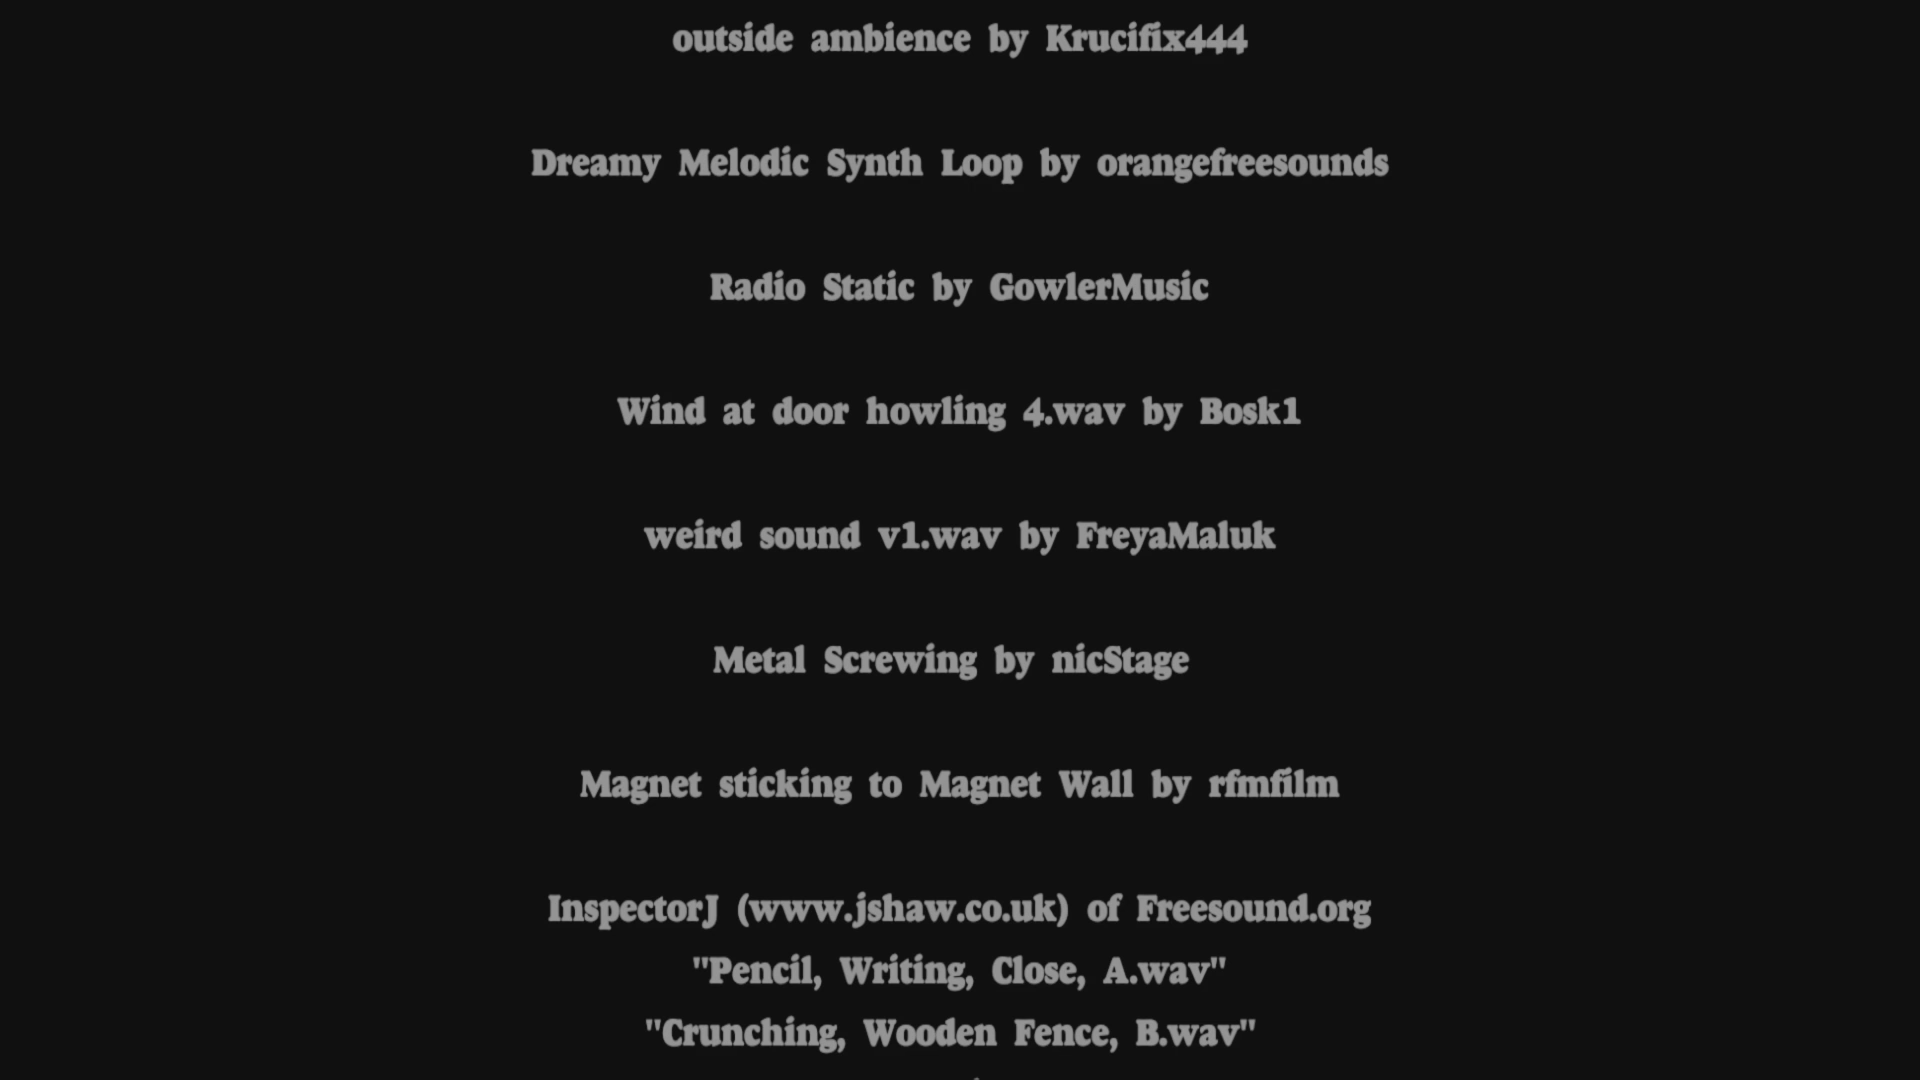 outside ambience by Krucifix444
Dreamy Melodic Synth Loop by orangefreesounds
Radio Static by GowlerMusic
Wind at door howling 4.wav by Bosk1
weird sound v1.wav by FreyaMaluk
Metal Screwing by nicStage
Magnet sticking to Magnet Wall by rfmfilm
InspectorJ (www.jshaw.co.uk) of Freesound.org
"Pencil, Writing, Close, A.wav"
"Crunching, Wooden Fence, B.wav"